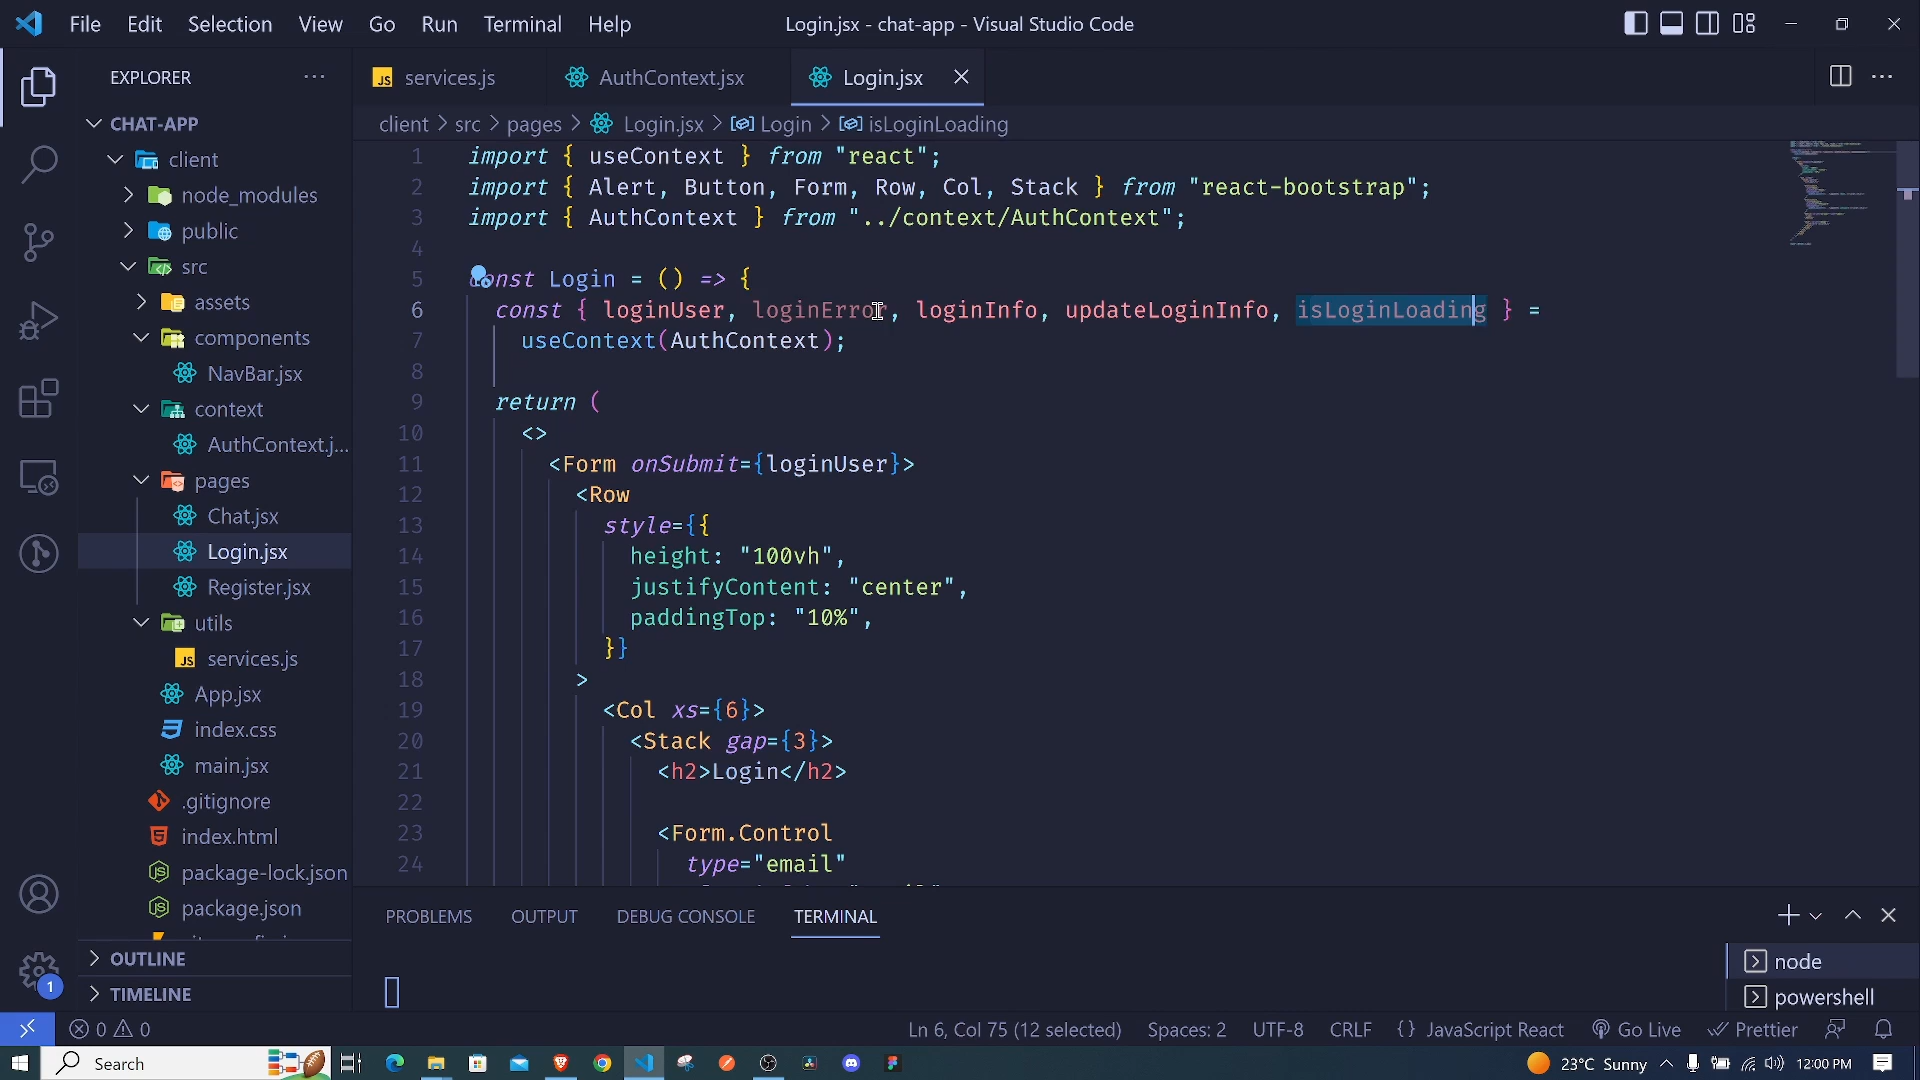 File Edit Selection View Go Run Terminal Help
Login.jsx - chat-app - Visual Studio Code
EXPLORER
services.js
AuthContext.jsx
Login.jsx
CHAT-APP
client
node_modules
public
src
assets
components
NavBar.jsx
context
AuthContext.j...
pages
Chat.jsx
Login.jsx
Register.jsx
utils
services.js
App.jsx
index.css
main.jsx
.gitignore
index.html
package-lock.json
package.json
OUTLINE
TIMELINE
client > src > pages > Login.jsx > Login > isLoginLoading
1 import { useContext } from "react";
2 import { Alert, Button, Form, Row, Col, Stack } from "react-bootstrap";
3 import { AuthContext } from "../context/AuthContext";
4
5 const Login = () => {
6 const { loginUser, loginError, loginInfo, updateLoginInfo, isLoginLoading } =
7 useContext(AuthContext);
8
9 return (
10 <>
11 <Form onSubmit={loginUser}>
12 <Row
13 style={{
14 height: "100vh",
15 justifyContent: "center",
16 paddingTop: "10%",
17 }}
18 >
19 <Col xs={6}>
20 <Stack gap={3}>
21 <h2>Login</h2>
22
23 <Form.Control
24 type="email"
PROBLEMS OUTPUT DEBUG CONSOLE TERMINAL
node
powershell
1
0 0
Ln 6, Col 75 (12 selected) Spaces: 2 UTF-8 CRLF {} JavaScript React Go Live Prettier
Search
23°C Sunny
12:00 PM